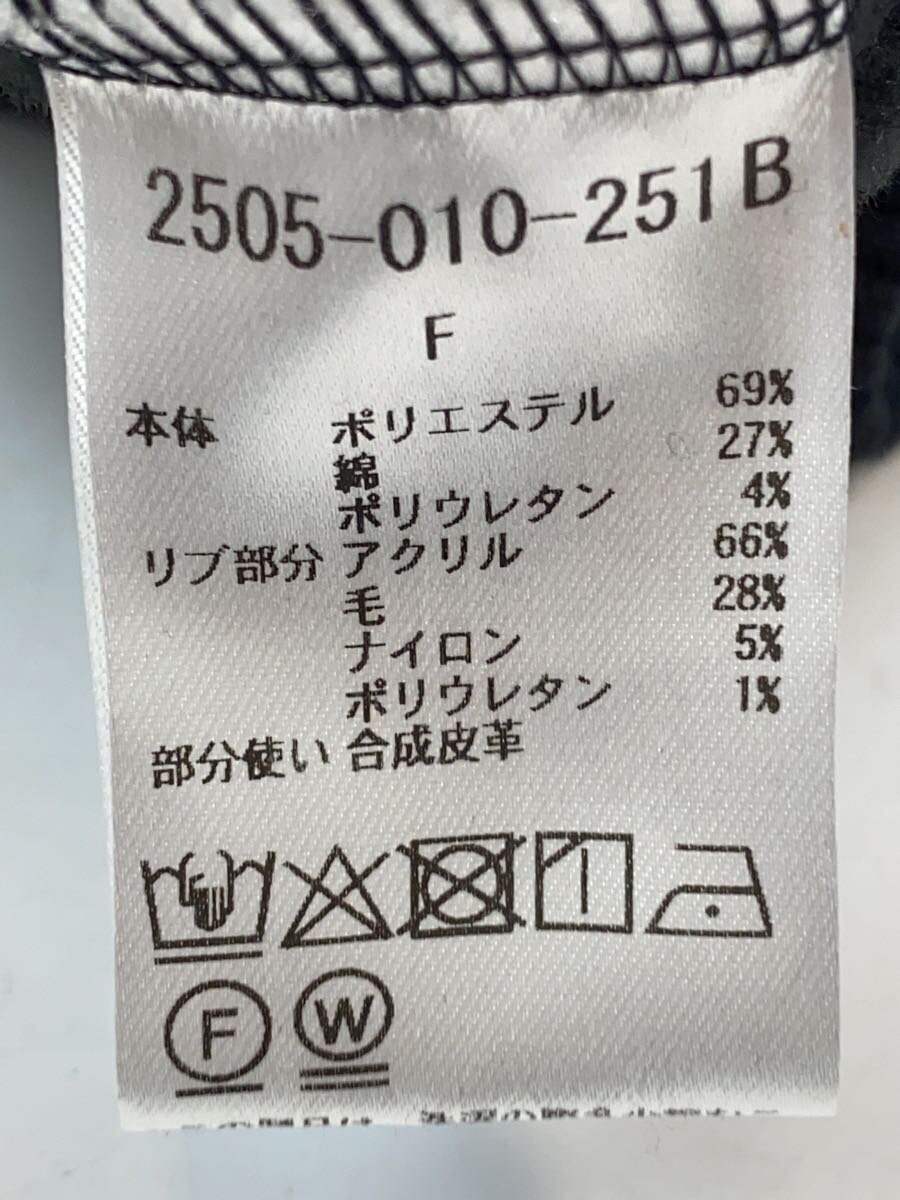 2505-010-251 B
F
本体 ポリエステル 69%
綿 27%
ポリウレタン 4%
リブ部分 アクリル 66%
毛 28%
ナイロン 5%
ポリウレタン 1%
部分使い 合成皮革
F
W